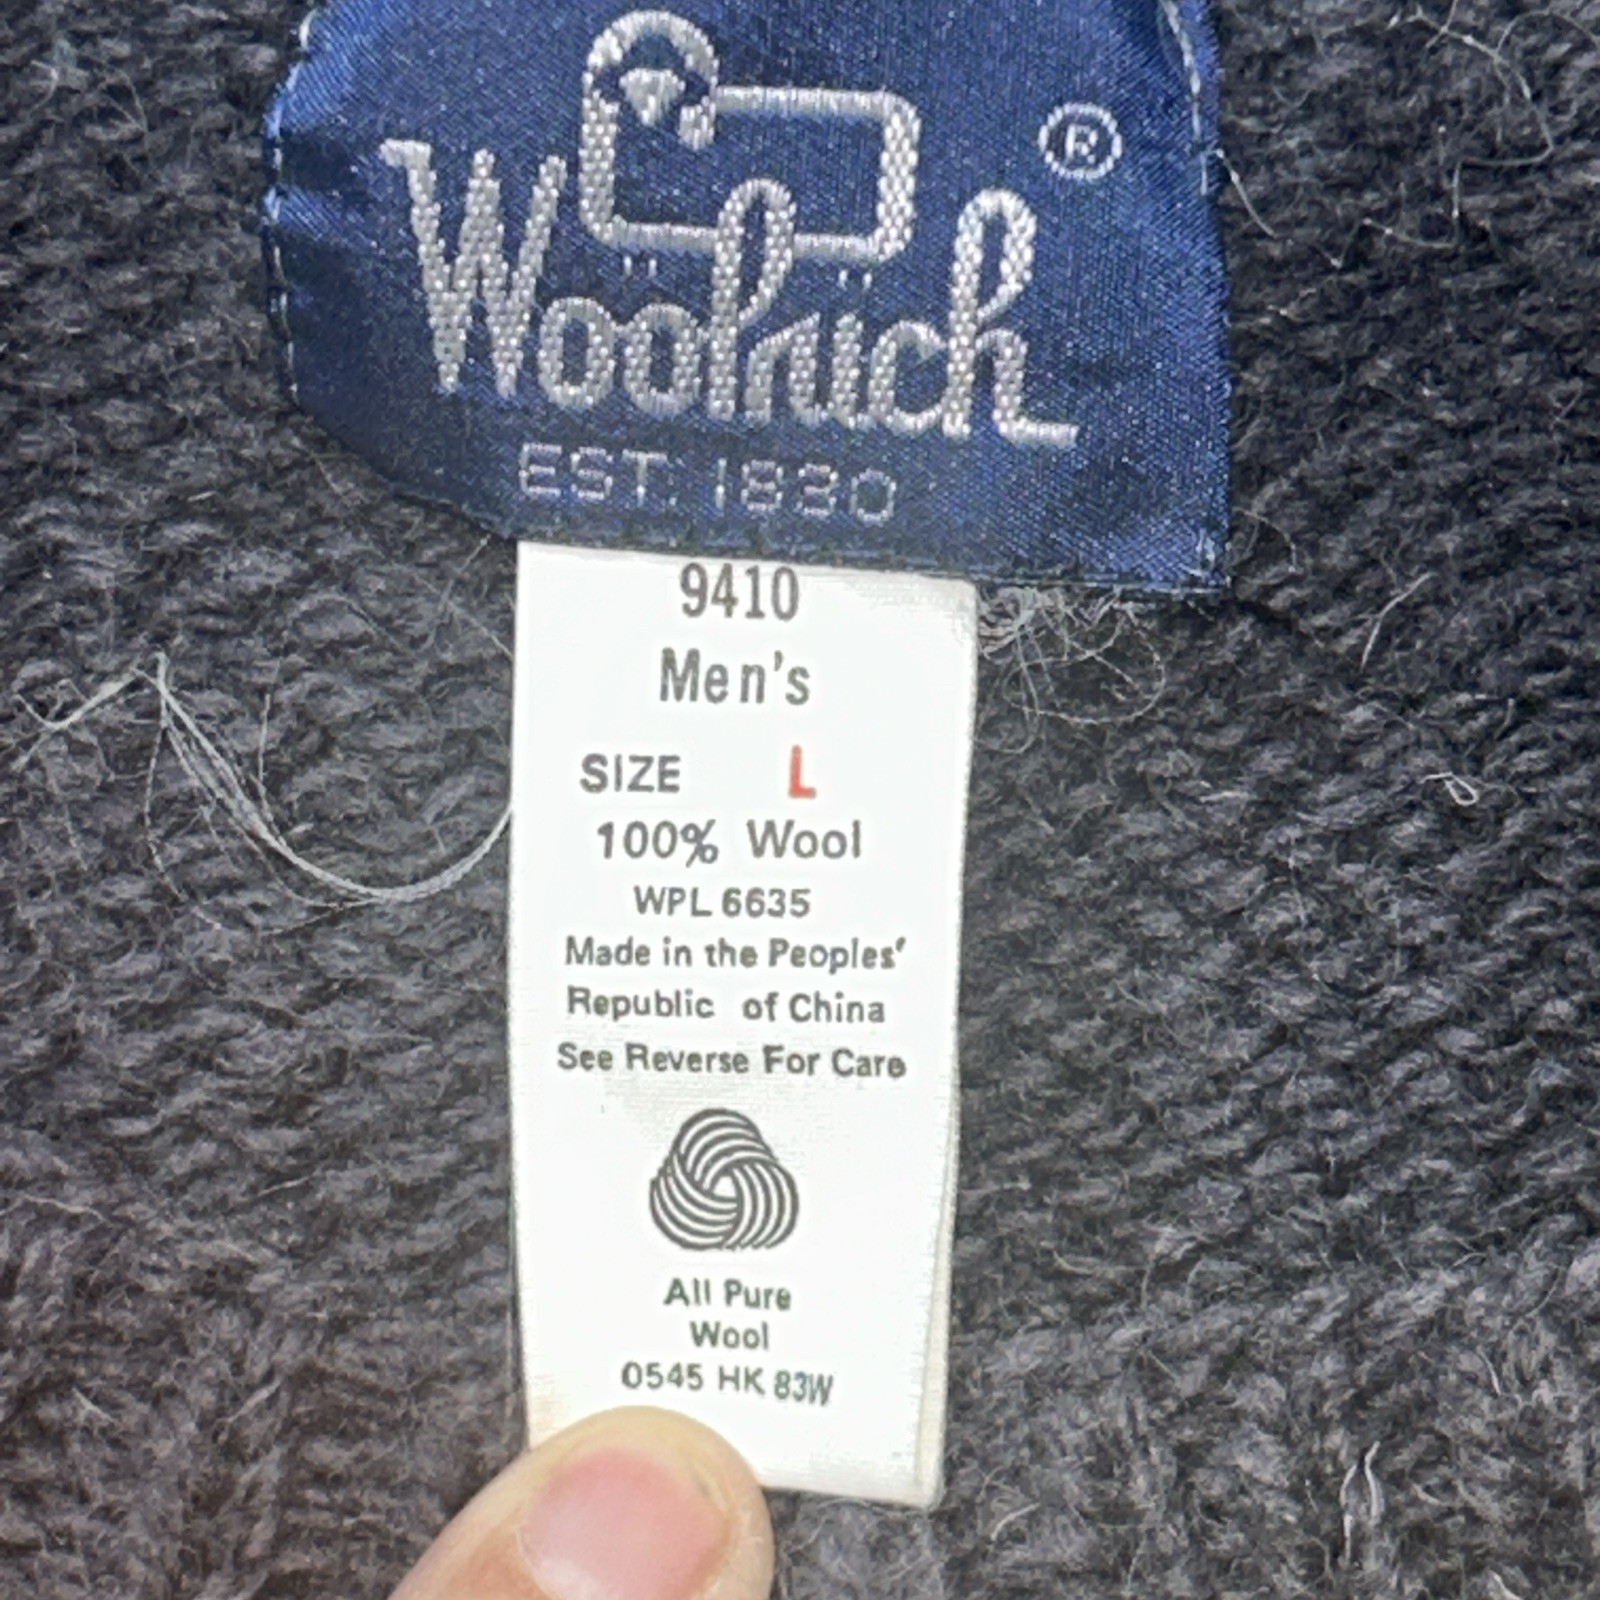 Woolrich®
EST. 1830
9410
Men's
SIZE L
100% Wool
WPL 6635
Made in the Peoples'
Republic of China
See Reverse For Care
All Pure
Wool
0545 HK 83W